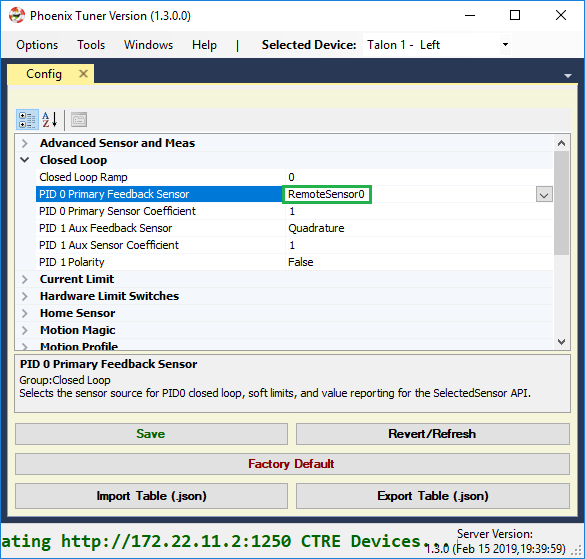 Phoenix Tuner Version (1.3.0.0)
Options Tools Windows Help | Selected Device: Talon 1 - Left
Config
Advanced Sensor and Meas
Closed Loop
Closed Loop Ramp 0
PID 0 Primary Feedback Sensor RemoteSensor0
PID 0 Primary Sensor Coefficient 1
PID 1 Aux Feedback Sensor Quadrature
PID 1 Aux Sensor Coefficient 1
PID 1 Polarity False
Current Limit
Hardware Limit Switches
Home Sensor
Motion Magic
Motion Profile
PID 0 Primary Feedback Sensor
Group:Closed Loop
Selects the sensor source for PID0 closed loop, soft limits, and value reporting for the SelectedSensor API.
Save Revert/Refresh
Factory Default
Import Table (.json) Export Table (.json)
ating http://172.22.11.2:1250 CTRE Devices...
Server Version:
1.3.0 (Feb 15 2019,19:39:59)